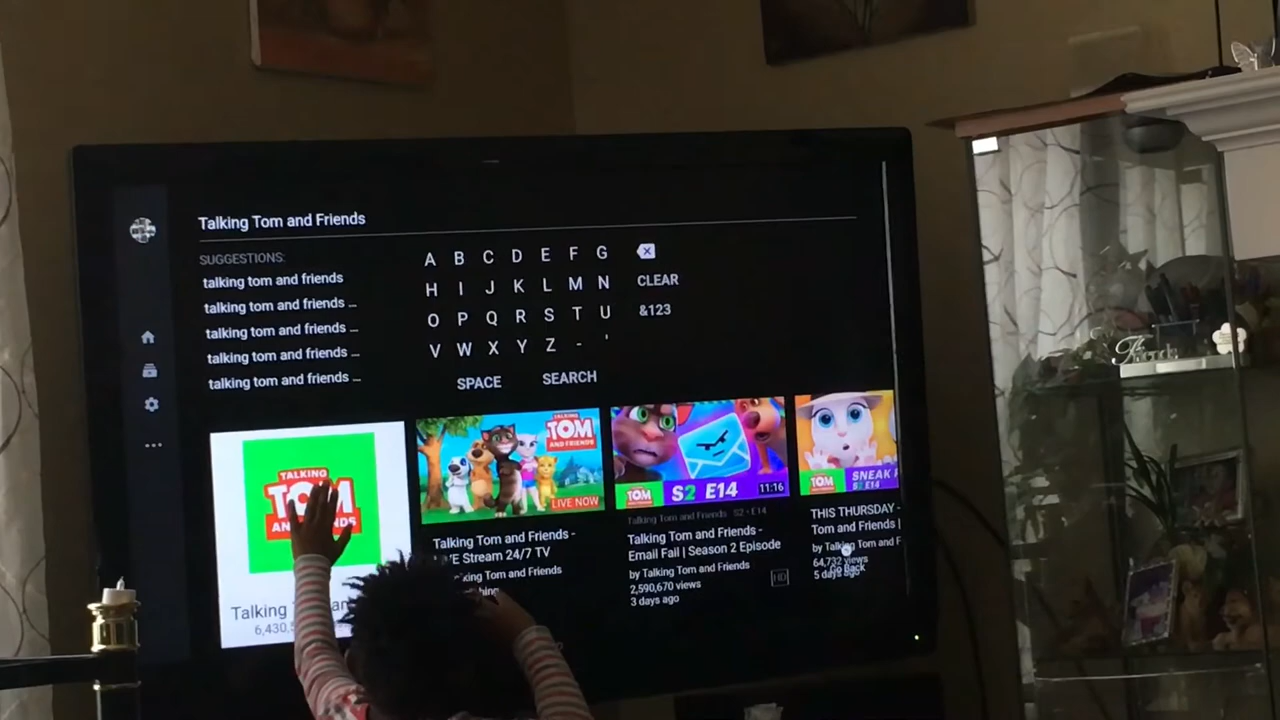 Talking Tom and Friends
SUGGESTIONS:
talking tom and friends
talking tom and friends ...
talking tom and friends ...
talking tom and friends ...
talking tom and friends ...
A B C D E F G
H I J K L M N
O P Q R S T U
V W X Y Z - '
CLEAR
&123
SPACE SEARCH
TALKING
TOM
Talking
6,430,
TALKING
TOM
AND FRIENDS
LIVE NOW
Talking Tom and Friends -
Stream 24/7 TV
Tom and Friends
TOM
S2 E14
11:16
Talking Tom and Friends S2 • E14
Talking Tom and Friends -
Email Fail | Season 2 Episode
by Talking Tom and Friends
2,590,670 views
3 days ago
HD
TOM
SNEAK
S2 E14
THIS THURSDAY -
Tom and Friends |
by Talking Tom and F
64,732 views
5 days ago
Go Back